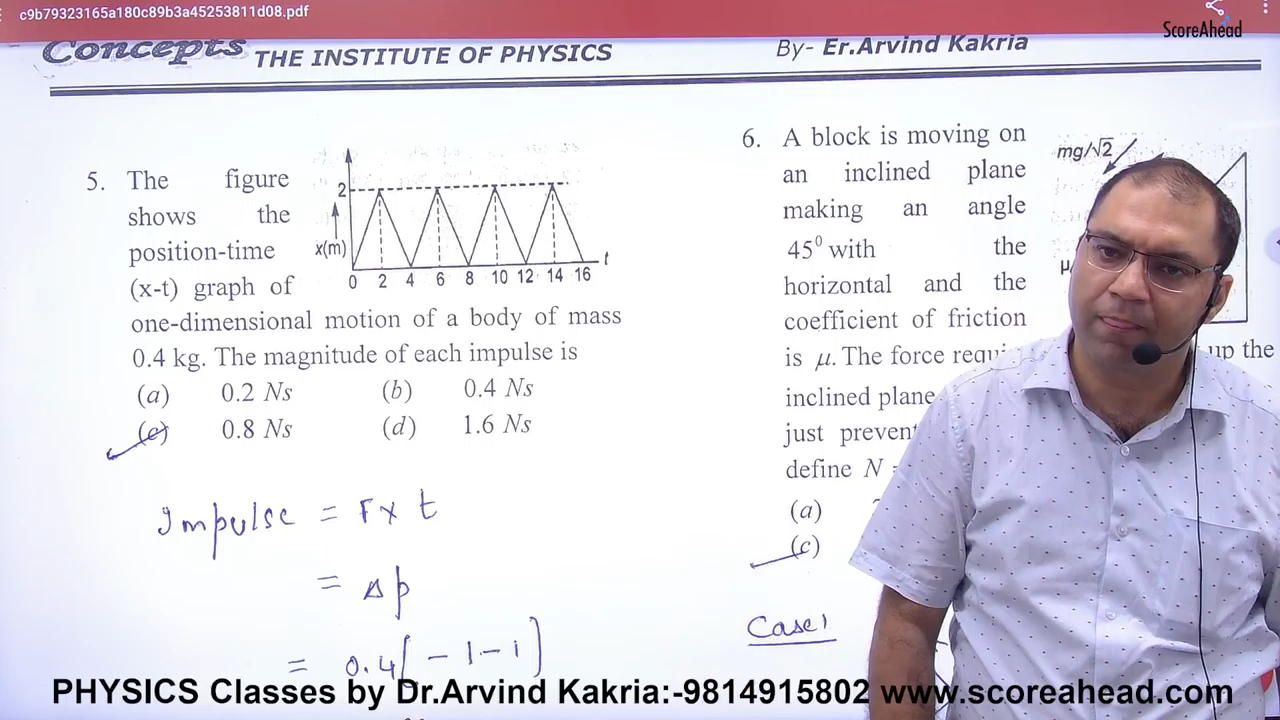 c9b79323165a180c89b3a45253811d08.pdf
ScoreAhead
Concepts THE INSTITUTE OF PHYSICS
By- Er.Arvind Kakria
5. The figure
shows the
position-time
(x-t) graph of
one-dimensional motion of a body of mass
0.4 kg. The magnitude of each impulse is
(a) 0.2 Ns (b) 0.4 Ns
(c) 0.8 Ns (d) 1.6 Ns
2
x(m)
t
0 2 4 6 8 10 12 14 16
Impulse = F x t
= Δp
= 0.4[ - 1 - 1 ]
6. A block is moving on
an inclined plane
making an angle
45⁰ with the
horizontal and the
coefficient of friction
is μ. The force
up the
inclined plane
just
define N =
(a)
(c)
mg/√2
μ
Case 1
PHYSICS Classes by Dr.Arvind Kakria:-9814915802 www.scoreahead.com